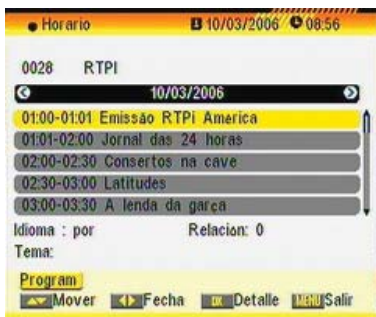 Horario 10/03/2006 08:56
0028 RTPI
10/03/2006
01:00-01:01 Emissão RTPi America
01:01-02:00 Jornal das 24 horas
02:00-02:30 Consertos na cave
02:30-03:00 Latitudes
03:00-03:30 A lenda da garça
Idioma : por Relacion: 0
Tema:
Program
Mover Fecha OK Detalle MENU Salir